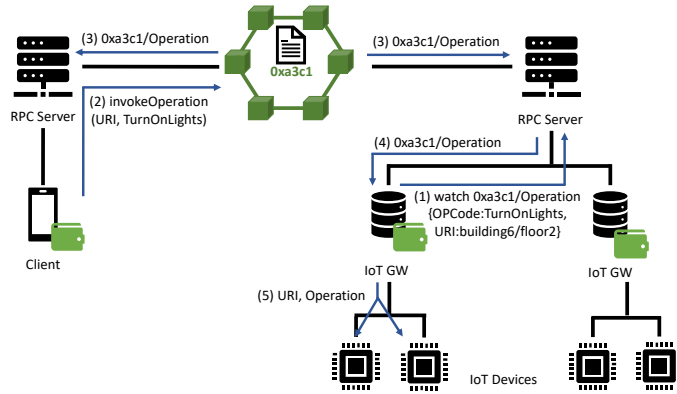 (3) 0xa3c1/Operation
(3) 0xa3c1/Operation
0xa3c1
(2) invokeOperation
(URI, TurnOnLights)
RPC Server
RPC Server
(4) 0xa3c1/Operation
(1) watch 0xa3c1/Operation
{OPCode:TurnOnLights,
URI:building6/floor2}
Client
IoT GW
IoT GW
(5) URI, Operation
IoT Devices